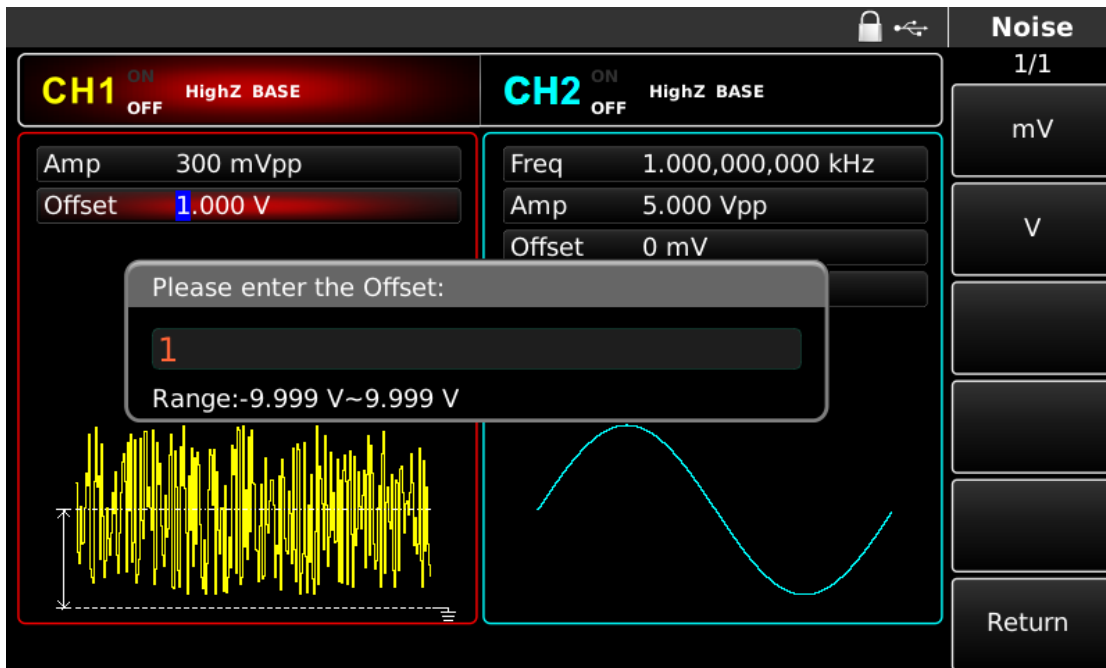 Noise
1/1
CH1 ON OFF HighZ BASE
CH2 ON OFF HighZ BASE
mV
V
Return
Amp 300 mVpp
Offset 1.000 V
Freq 1.000,000,000 kHz
Amp 5.000 Vpp
Offset 0 mV
Please enter the Offset:
1
Range:-9.999 V~9.999 V